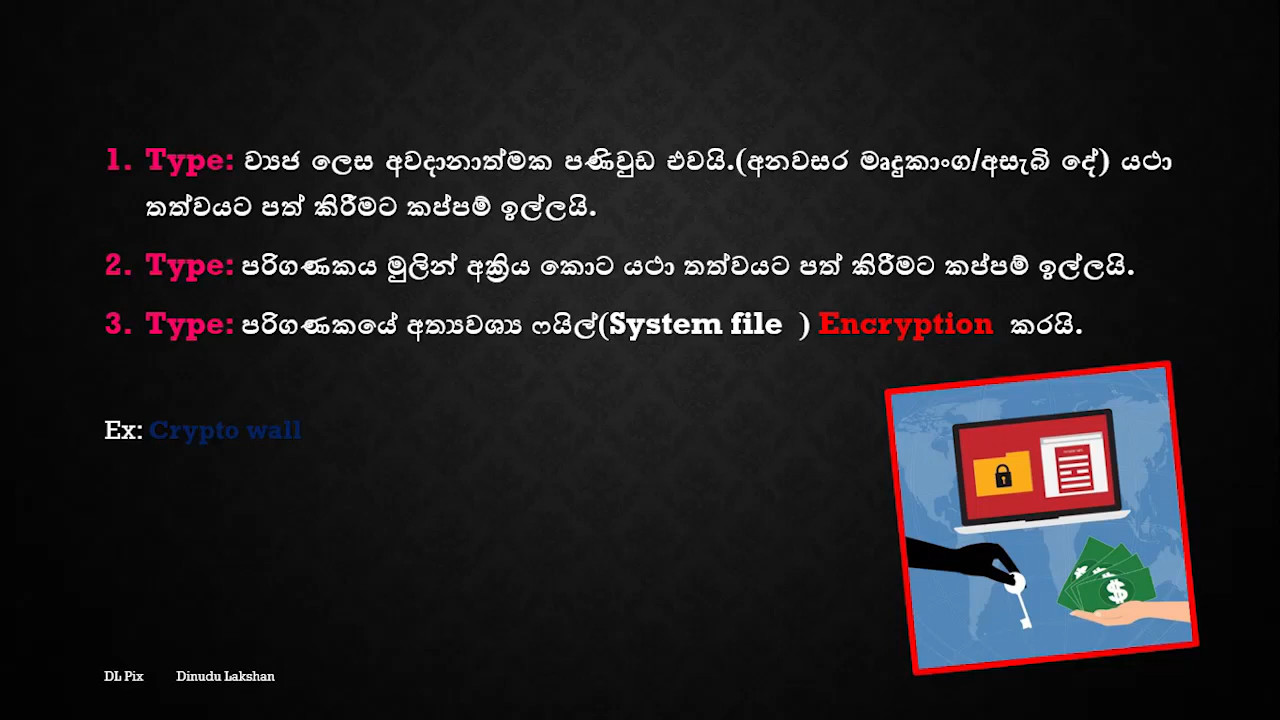 1. Type: ව්‍යජ ලෙස අවදානාත්මක පණිවුඩ එවයි.(අනවසර මෘදුකාංග/අසැබි දේ) යථා
තත්වයට පත් කිරීමට කප්පම් ඉල්ලයි.
2. Type: පරිගණකය මුලින් අක්‍රිය කොට යථා තත්වයට පත් කිරීමට කප්පම් ඉල්ලයි.
3. Type: පරිගණකයේ අත්‍යවශ්‍ය ෆයිල්(System file ) Encryption කරයි.
Ex: Crypto wall
DL Pix Dinudu Lakshan